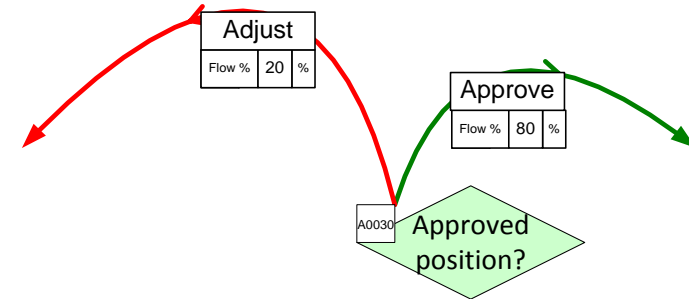 Adjust
Flow % 20 %
Approve
Flow % 80 %
A0030
Approved
position?